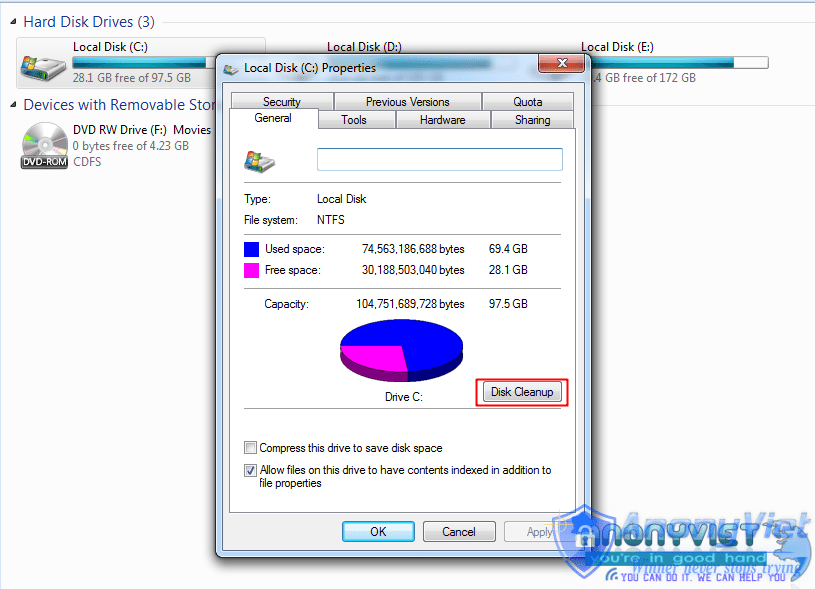 Hard Disk Drives (3)
Local Disk (C:)
28.1 GB free of 97.5 GB
Local Disk (D:)
Local Disk (E:)
.4 GB free of 172 GB
Devices with Removable Stor
DVD RW Drive (F:) Movies
0 bytes free of 4.23 GB
CDFS
DVD-ROM
Local Disk (C:) Properties
Security Previous Versions Quota
General Tools Hardware Sharing
Type: Local Disk
File system: NTFS
Used space: 74,563,186,688 bytes 69.4 GB
Free space: 30,188,503,040 bytes 28.1 GB
Capacity: 104,751,689,728 bytes 97.5 GB
Drive C:
Disk Cleanup
Compress this drive to save disk space
Allow files on this drive to have contents indexed in addition to
file properties
OK Cancel Apply
AnonyViet
ANONYVIET
you're in good hand
Winner never stops trying
YOU CAN DO IT. WE CAN HELP YOU